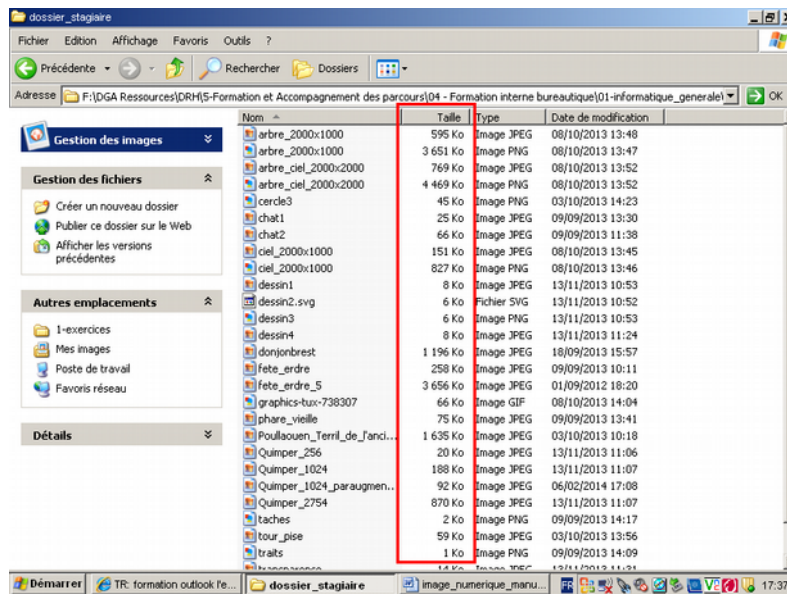 dossier_stagiaire
Fichier Edition Affichage Favoris Outils ?
Précédente Rechercher Dossiers
Adresse F:\DGA Ressources\DRH\5-Formation et Accompagnement des parcours\04 - Formation interne bureautique\01-informatique_generale\ OK
Gestion des images
Gestion des fichiers
Créer un nouveau dossier
Publier ce dossier sur le Web
Afficher les versions
précédentes
Autres emplacements
1-exercices
Mes images
Poste de travail
Favoris réseau
Détails
Nom Taille Type Date de modification
arbre_2000x1000 595 Ko Image JPEG 08/10/2013 13:48
arbre_2000x1000 3 651 Ko Image PNG 08/10/2013 13:47
arbre_ciel_2000x2000 769 Ko Image JPEG 08/10/2013 13:52
arbre_ciel_2000x2000 4 469 Ko Image PNG 08/10/2013 13:52
cercle3 45 Ko Image PNG 03/10/2013 14:23
chat1 25 Ko Image JPEG 09/09/2013 13:30
chat2 66 Ko Image JPEG 09/09/2013 11:38
ciel_2000x1000 151 Ko Image JPEG 08/10/2013 13:45
ciel_2000x1000 827 Ko Image PNG 08/10/2013 13:46
dessin1 8 Ko Image JPEG 13/11/2013 10:53
dessin2.svg 6 Ko Fichier SVG 13/11/2013 10:52
dessin3 6 Ko Image PNG 13/11/2013 10:53
dessin4 8 Ko Image JPEG 13/11/2013 11:24
donjonbrest 1 196 Ko Image JPEG 18/09/2013 15:57
fete_erdre 258 Ko Image JPEG 09/09/2013 10:11
fete_erdre_5 3 656 Ko Image JPEG 01/09/2012 18:20
graphics-tux-738307 66 Ko Image GIF 08/10/2013 14:04
phare_vieille 75 Ko Image JPEG 09/09/2013 13:41
Poullaouen_Terril_de_l'anci... 1 635 Ko Image JPEG 03/10/2013 10:18
Quimper_256 20 Ko Image JPEG 13/11/2013 11:06
Quimper_1024 188 Ko Image JPEG 13/11/2013 11:07
Quimper_1024_paraugmen... 92 Ko Image JPEG 06/02/2014 17:08
Quimper_2754 870 Ko Image JPEG 13/11/2013 11:07
taches 2 Ko Image PNG 09/09/2013 14:17
tour_pise 59 Ko Image JPEG 03/10/2013 13:56
traits 1 Ko Image PNG 09/09/2013 14:09
Démarrer TR: formation outlook l'e... dossier_stagiaire image_numerique_manu... FR 17:37